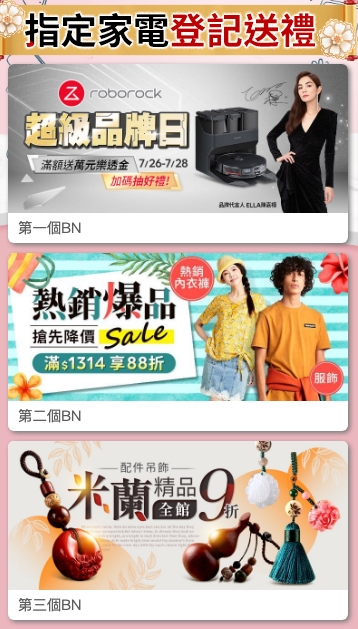 指定家電登記送禮
roborock
超級品牌日
滿額送萬元樂透金 7/26-7/28
加碼抽好禮!
品牌代言人 ELLA陳嘉樺
第一個BN
熱銷爆品
熱銷
內衣褲
搶先降價 Sale
滿$1314 享88折
服飾
第二個BN
配件吊飾
米蘭精品全館9折
第三個BN